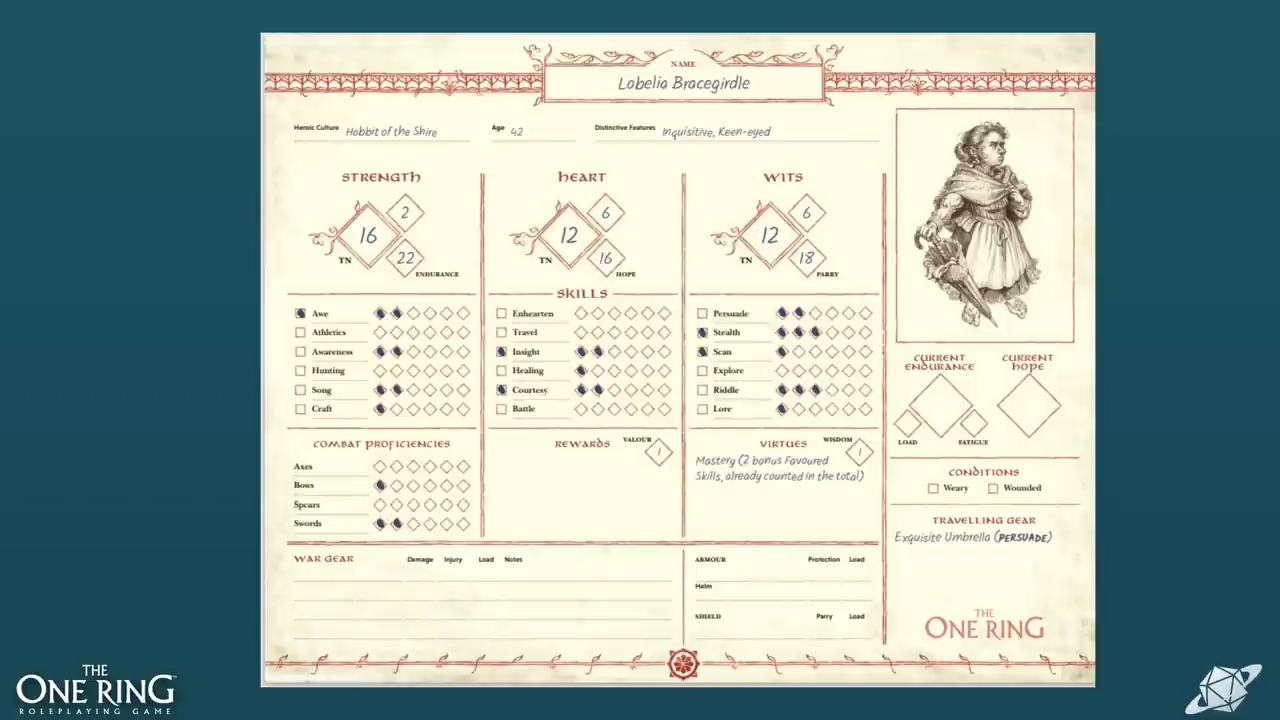 NAME
Lobelia Bracegirdle
Heroic Culture Hobbit of the Shire Age 42 Distinctive Features Inquisitive, Keen-eyed
STRENGTH
2
16
TN
22
ENDURANCE
HEART
6
12
TN
16
HOPE
WITS
6
12
TN
18
PARRY
SKILLS
Awe
Athletics
Awareness
Hunting
Song
Craft
Enhearten
Travel
Insight
Healing
Courtesy
Battle
Persuade
Stealth
Scan
Explore
Riddle
Lore
COMBAT PROFICIENCIES
Axes
Bows
Spears
Swords
REWARDS VALOUR
1
VIRTUES WISDOM
1
Mastery (2 bonus Favoured
Skills, already counted in the total)
WAR GEAR Damage Injury Load Notes
ARMOUR Protection Load
Helm
SHIELD Parry Load
CURRENT ENDURANCE
LOAD
FATIGUE
CURRENT HOPE
CONDITIONS
Weary Wounded
TRAVELLING GEAR
Exquisite Umbrella (PERSUADE)
THE
ONE RING
THE
ONE RING™
ROLEPLAYING GAME